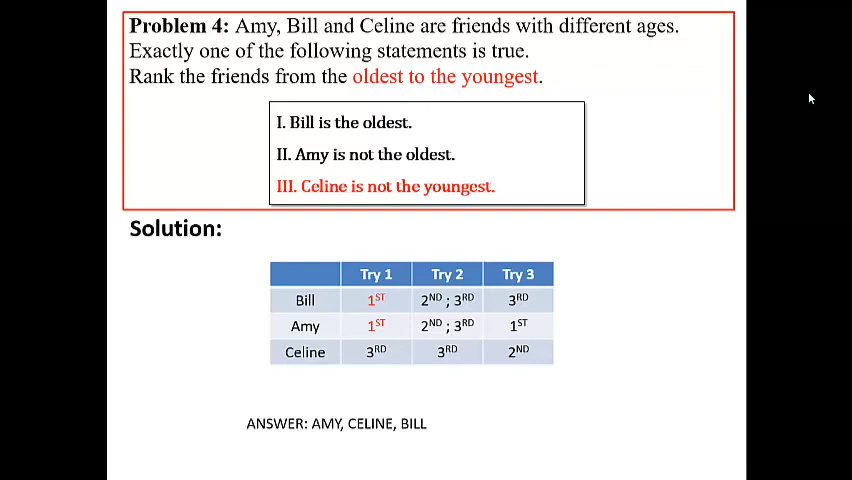 Problem 4: Amy, Bill and Celine are friends with different ages.
Exactly one of the following statements is true.
Rank the friends from the oldest to the youngest.
I. Bill is the oldest.
II. Amy is not the oldest.
III. Celine is not the youngest.
Solution:
Try 1 Try 2 Try 3
Bill 1ST 2ND ; 3RD 3RD
Amy 1ST 2ND ; 3RD 1ST
Celine 3RD 3RD 2ND
ANSWER: AMY, CELINE, BILL